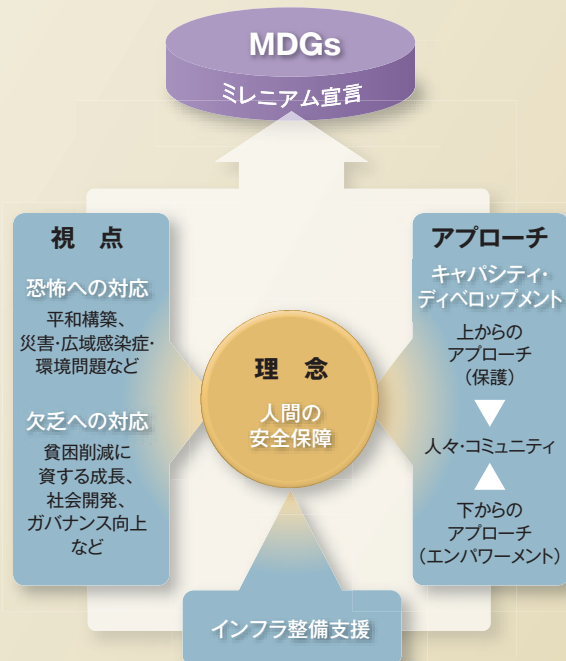 MDGs
ミレニアム宣言
視 点
恐怖への対応
平和構築、
災害・広域感染症・
環境問題など
欠乏への対応
貧困削減に
資する成長、
社会開発、
ガバナンス向上
など
理 念
人間の
安全保障
アプローチ
キャパシティ・
ディベロップメント
上からの
アプローチ
（保護）
人々・コミュニティ
下からの
アプローチ
（エンパワーメント）
インフラ整備支援